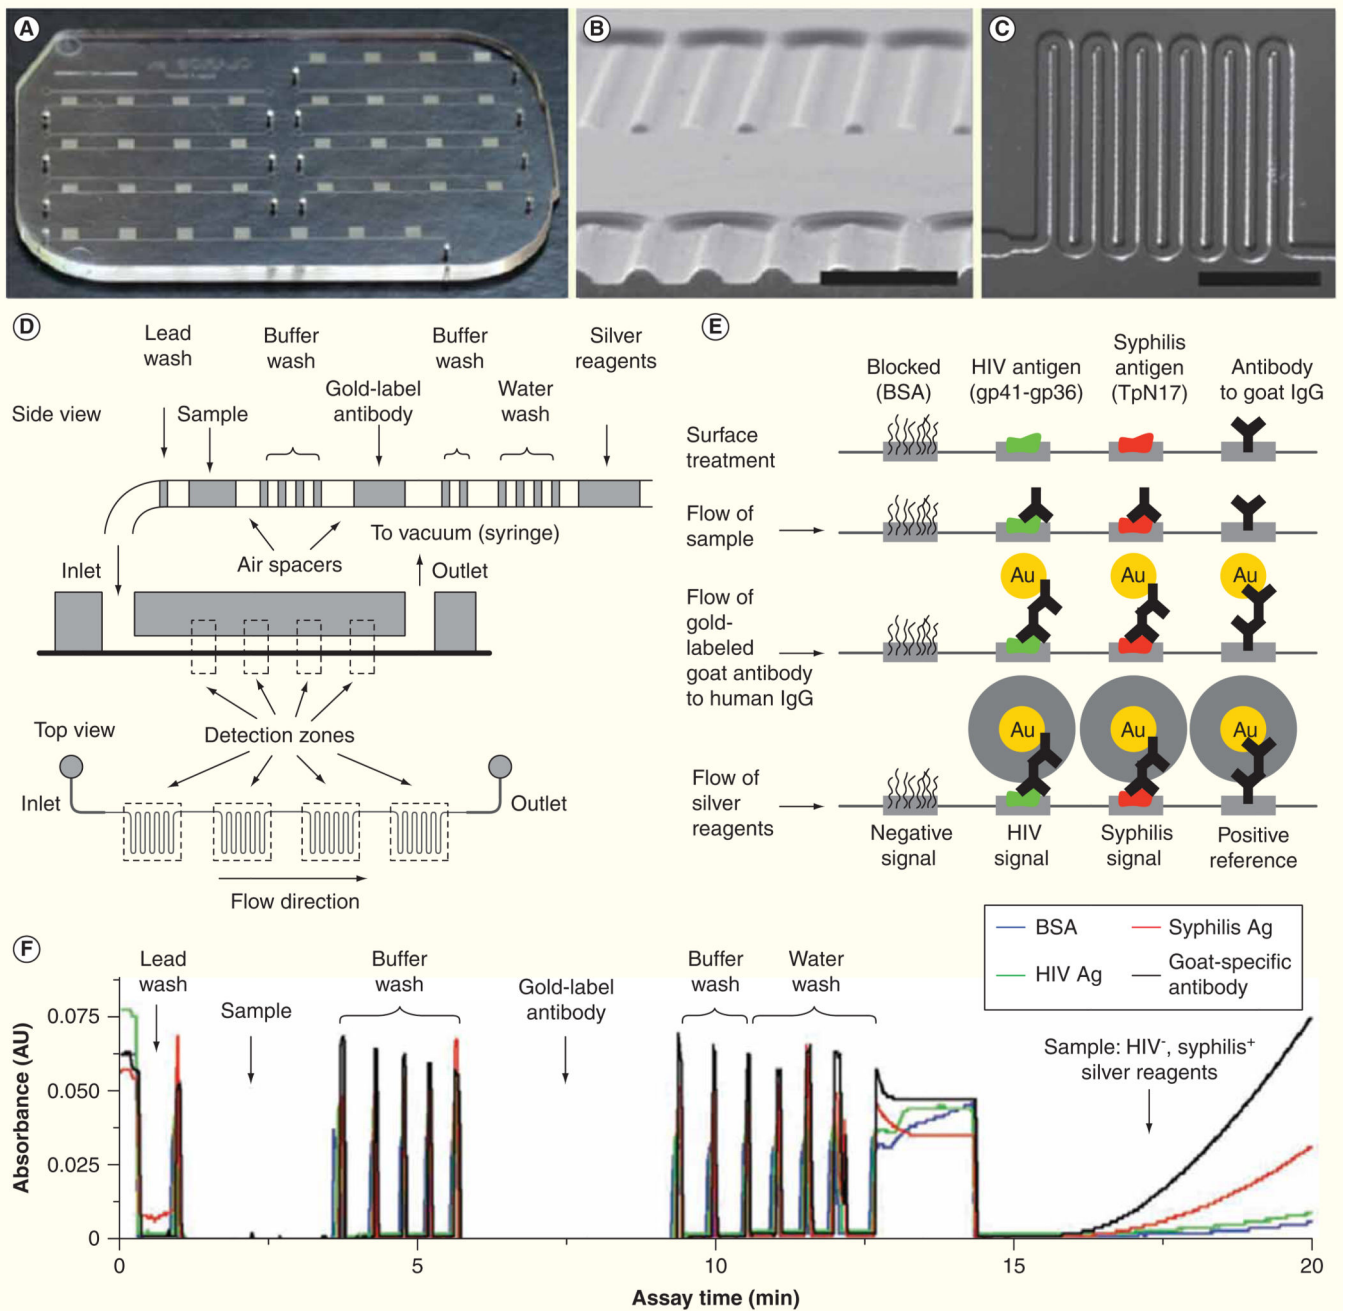 A
B
C
D
Lead
wash
Buffer
wash
Buffer
wash
Silver
reagents
Gold-label
antibody
Water
wash
Side view
Sample
To vacuum (syringe)
Air spacers
Inlet
Outlet
Detection zones
Top view
Inlet
Outlet
Flow direction
E
Blocked
(BSA)
HIV antigen
(gp41-gp36)
Syphilis
antigen
(TpN17)
Antibody
to goat IgG
Surface
treatment
Flow of
sample
Au
Au
Au
Flow of
gold-
labeled
goat antibody
to human IgG
Au
Au
Au
Flow of
silver
reagents
Negative
signal
HIV
signal
Syphilis
signal
Positive
reference
F
BSA
Syphilis Ag
HIV Ag
Goat-specific
antibody
Lead
wash
Sample
Buffer
wash
Gold-label
antibody
Buffer
wash
Water
wash
Sample: HIV⁻, syphilis⁺
silver reagents
Absorbance (AU)
0.075
0.050
0.025
0
0
5
10
15
20
Assay time (min)